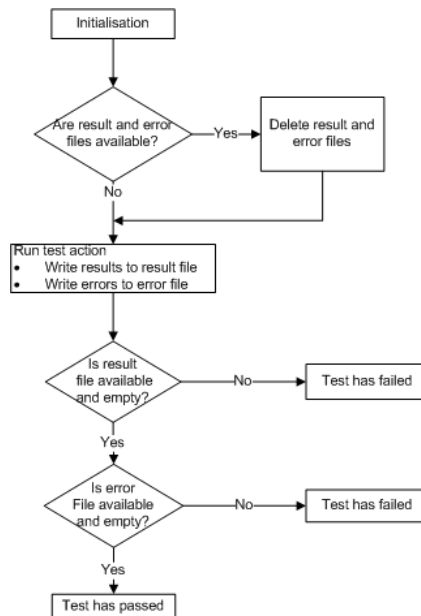 Initialisation
Are result and error
files available?
Yes
Delete result and
error files
No
Run test action
• Write results to result file
• Write errors to error file
Is result
file available
and empty?
No
Test has failed
Yes
Is error
File available
and empty?
No
Test has failed
Yes
Test has passed